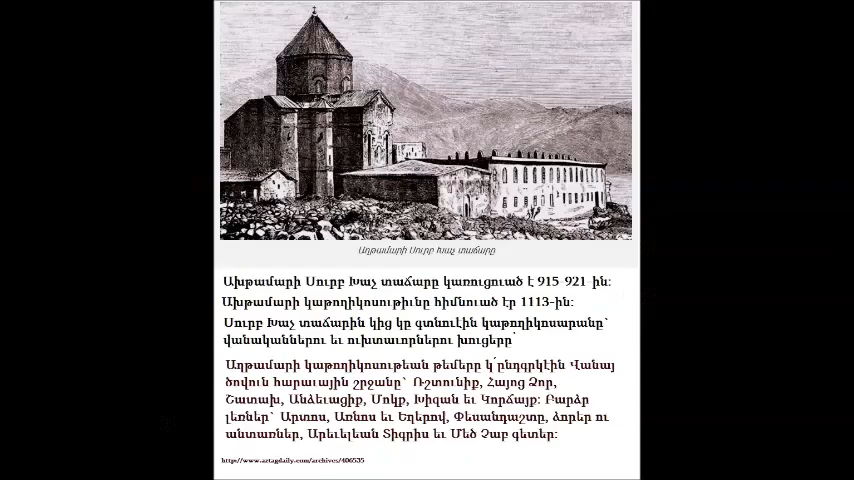 Աղթամարի Սուրբ Խաչ տաճարը
Ախթամարի Սուրբ Խաչ տաճարը կառուցուած է 915-921-ին։
Ախթամարի կաթողիկոսութիւնը հիմնուած էր 1113-ին։
Սուրբ Խաչ տաճարին կից կը գտնուէին կաթողիկոսարանը՝
վանականներու եւ ուխտաւորներու խուցերը՝
Աղթամարի կաթողիկոսութեան թեմերը կ՛ընդգրկէին Վանայ
ծովուն հարաւային շրջանը՝ Ռշտունիք, Հայոց Ձոր,
Շատախ, Անձեւացիք, Մոկք, Խիզան եւ Կորճայք։ Բարձր
լեռներ՝ Արտոս, Առնոս եւ Եղերով, Փեսանդաշտը, ձորեր ու
անտառներ, Արեւելեան Տիգրիս եւ Մեծ Զաբ գետեր։
http://www.aztagdaily.com/archives/406535